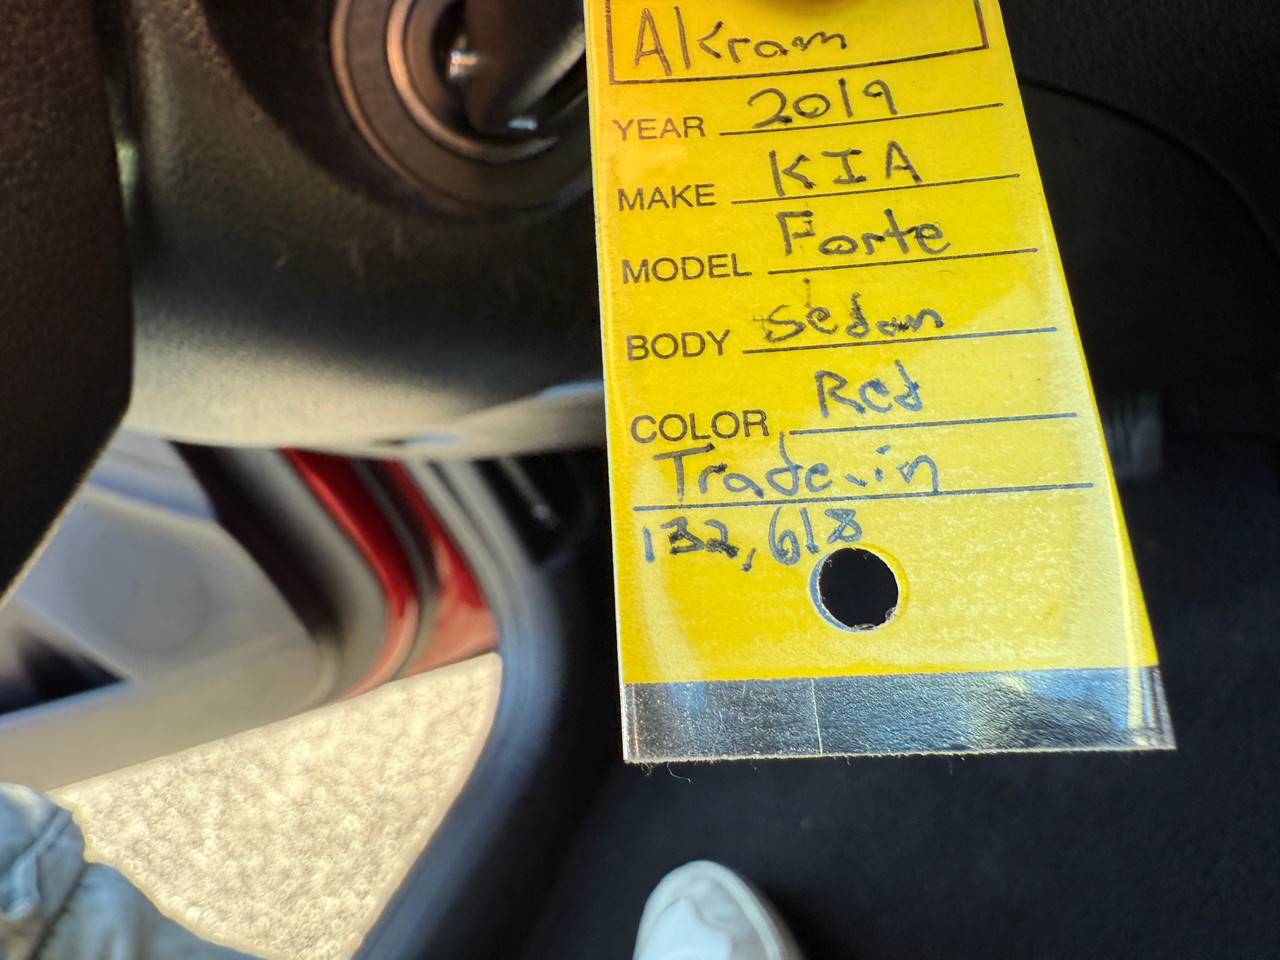 AKram
YEAR 2019
MAKE KIA
MODEL Forte
BODY Sedan
COLOR Red
Trade-in
132,618